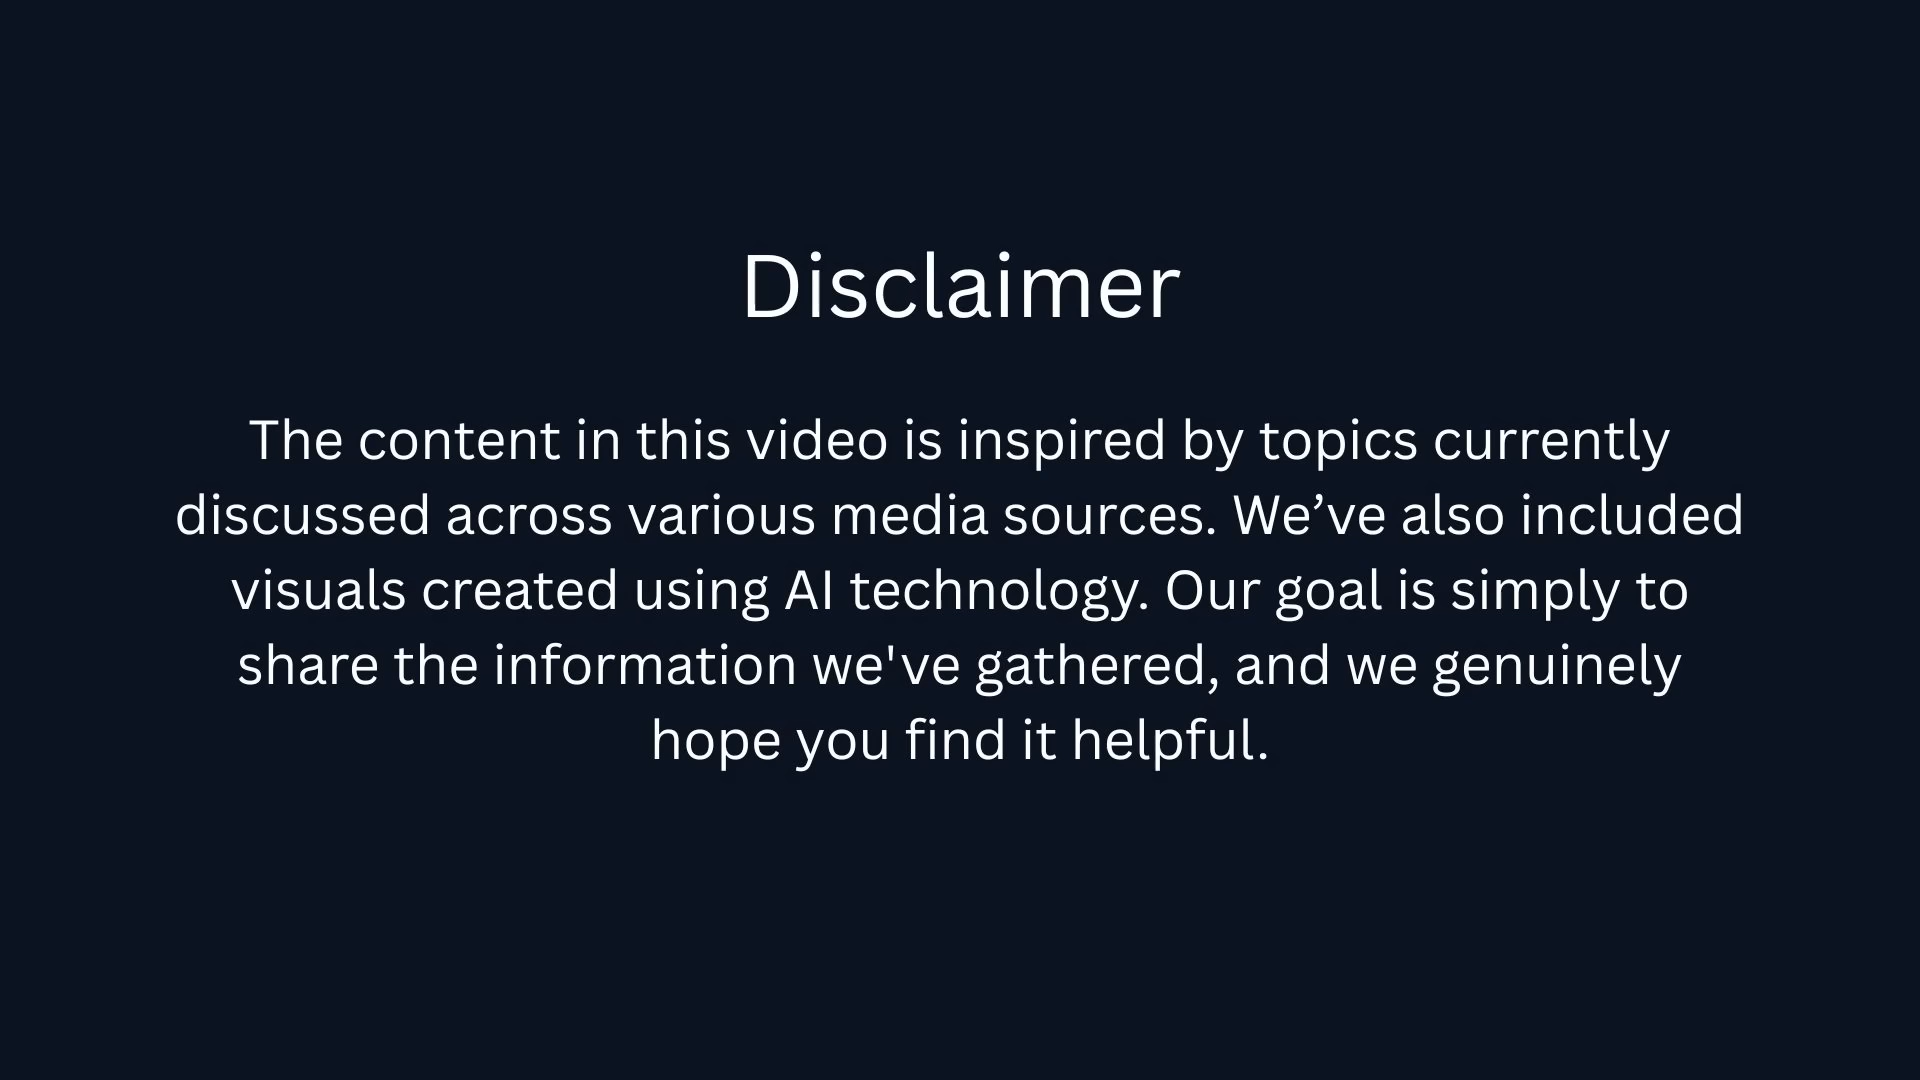 Disclaimer
The content in this video is inspired by topics currently
discussed across various media sources. We’ve also included
visuals created using AI technology. Our goal is simply to
share the information we've gathered, and we genuinely
hope you find it helpful.